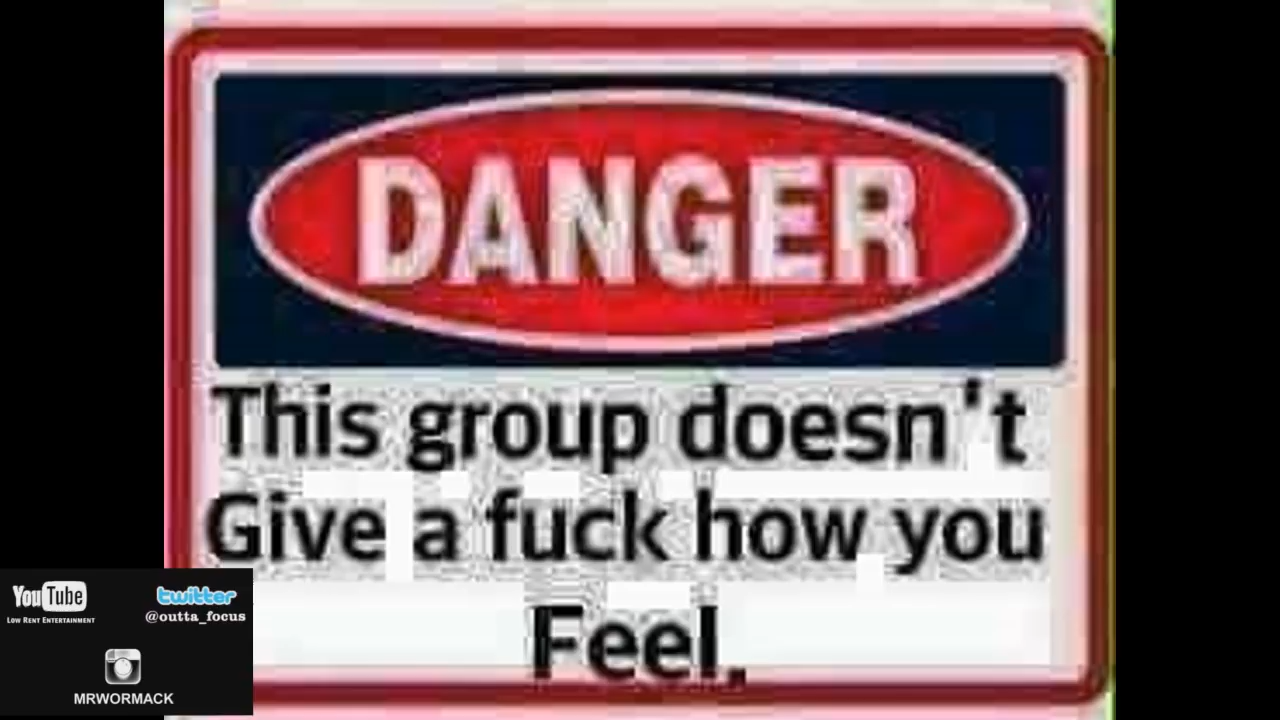 DANGER
This group doesn't
Give a fuck how you
Feel.
YouTube
LOW RENT ENTERTAINMENT
twitter
@outta_focus
MRWORMACK